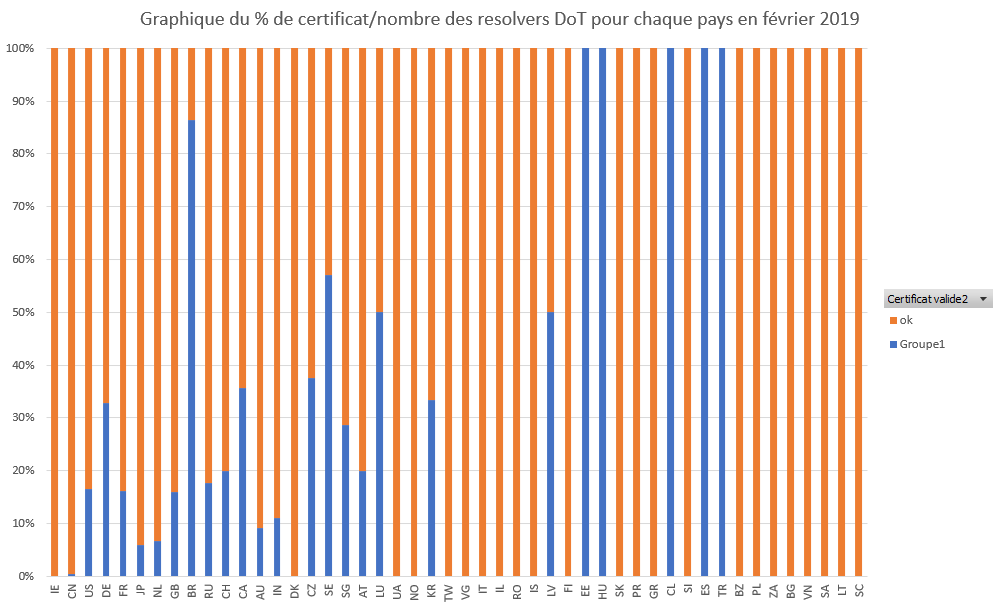 Graphique du % de certificat/nombre des resolvers DoT pour chaque pays en février 2019
100%
90%
80%
70%
60%
50%
40%
30%
20%
10%
0%
IE CN US DE FR JP NL GB BR RU CH CA AU IN DK CZ SE SG AT LU UA NO KR TW VG IT IL RO IS LV FI EE HU SK PR GR CL SI ES TR BZ PL ZA BG VN SA LT SC
Certificat valide2
ok
Groupe1